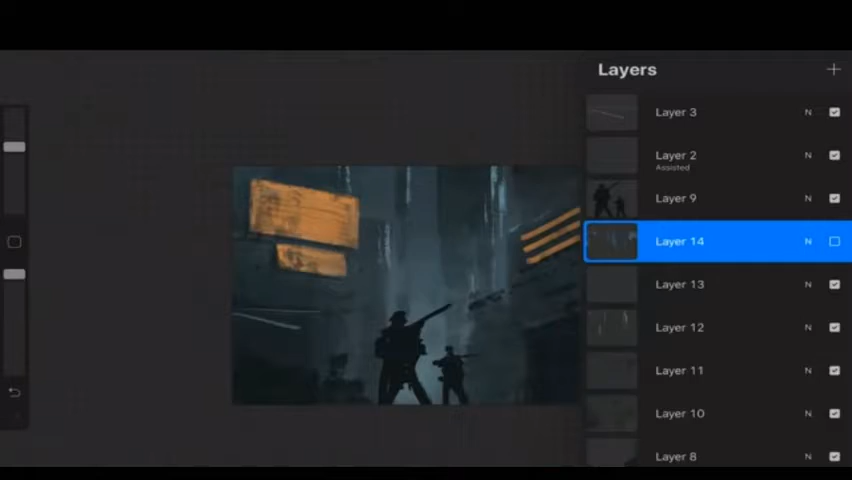 Layers
Layer 3 N
Layer 2 N
Assisted
Layer 9 N
Layer 14 N
Layer 13 N
Layer 12 N
Layer 11 N
Layer 10 N
Layer 8 N